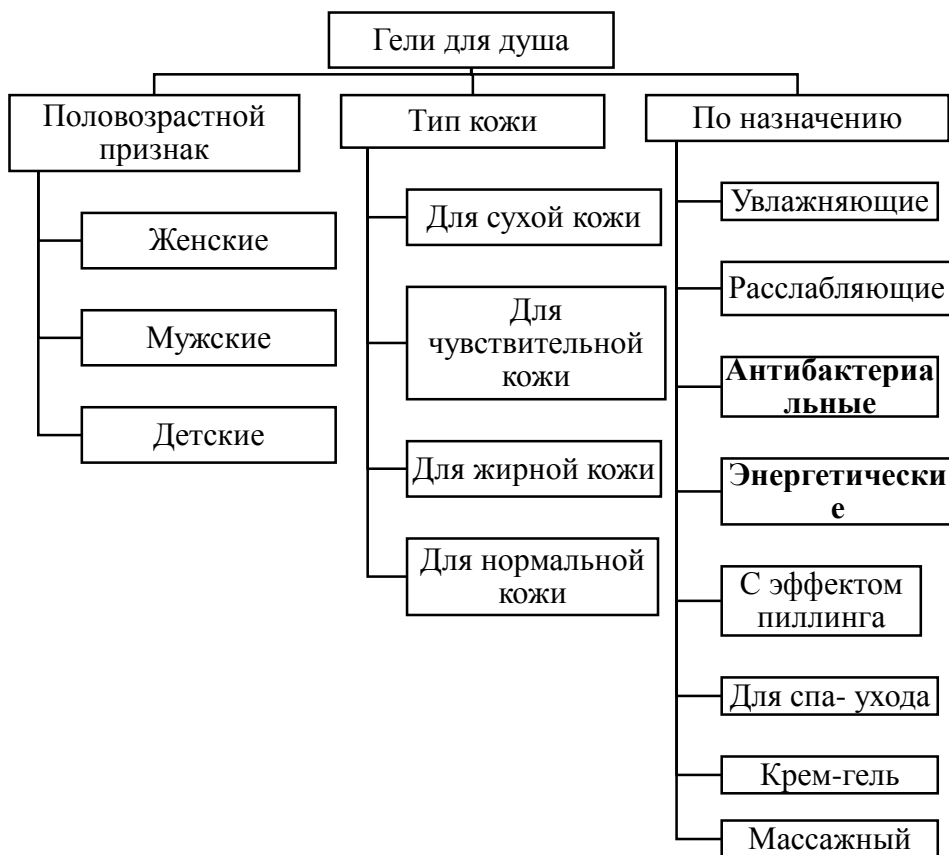 Гели для душа
Половозрастной
признак
Женские
Мужские
Детские
Тип кожи
Для сухой кожи
Для
чувствительной
кожи
Для жирной кожи
Для нормальной
кожи
По назначению
Увлажняющие
Расслабляющие
Антибактериа
льные
Энергетически
е
С эффектом
пиллинга
Для спа- ухода
Крем-гель
Массажный